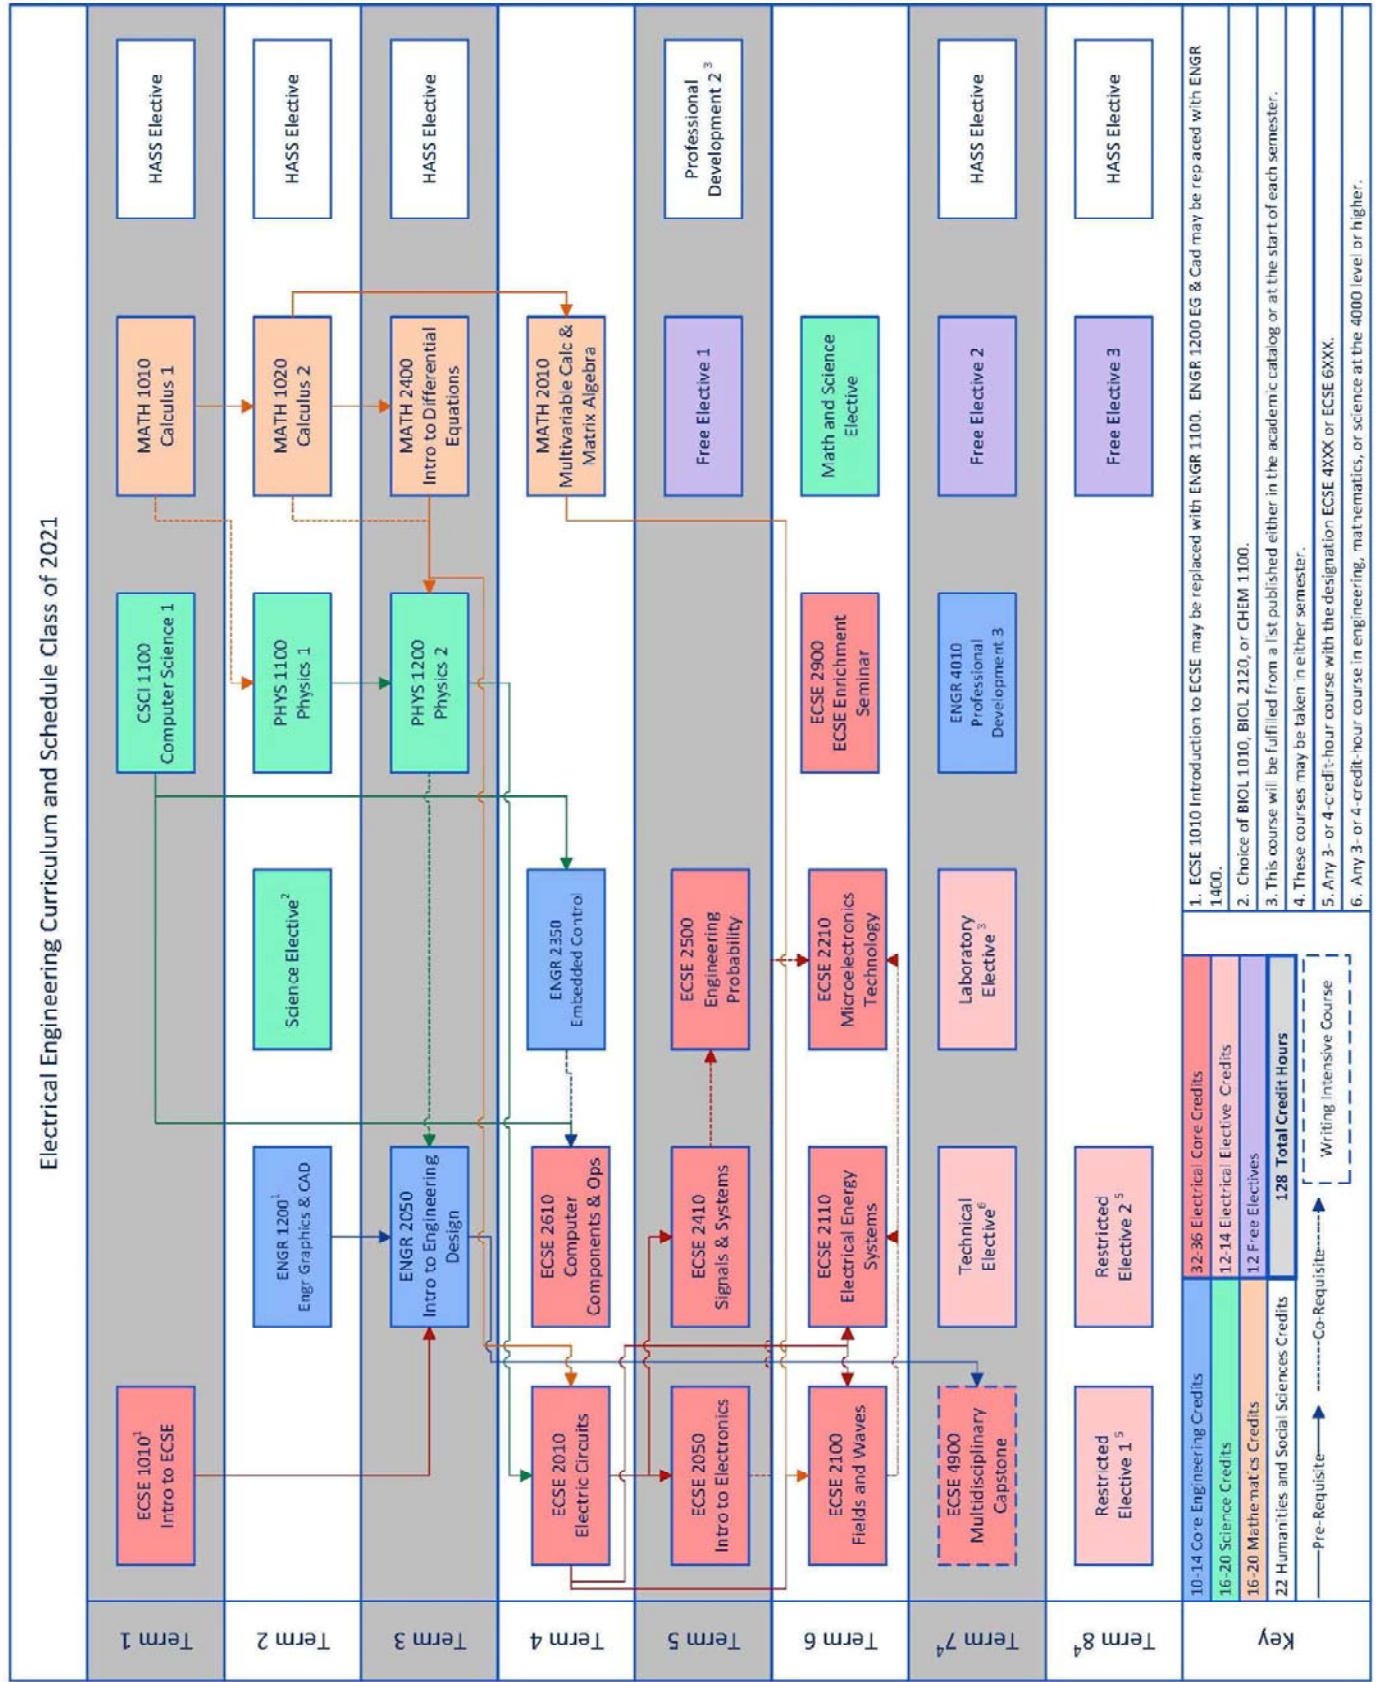 Electrical Engineering Curriculum and Schedule Class of 2021
Term 1
ECSE 1010¹
Intro to ECSE
CSCI 1100
Computer Science 1
MATH 1010
Calculus 1
HASS Elective
Term 2
ENGR 1200¹
Engr Graphics & CAD
Science Elective²
PHYS 1100
Physics 1
MATH 1020
Calculus 2
HASS Elective
Term 3
ENGR 2050
Intro to Engineering
Design
PHYS 1200
Physics 2
MATH 2400
Intro to Differential
Equations
HASS Elective
Term 4
ECSE 2010
Electric Circuits
ECSE 2610
Computer
Components & Ops
ENGR 2350
Embedded Control
MATH 2010
Multivariable Calc &
Matrix Algebra
Term 5
ECSE 2050
Intro to Electronics
ECSE 2410
Signals & Systems
ECSE 2500
Engineering
Probability
Free Elective 1
Professional
Development 2 ³
Term 6
ECSE 2100
Fields and Waves
ECSE 2110
Electrical Energy
Systems
ECSE 2210
Microelectronics
Technology
ECSE 2900
ECSE Enrichment
Seminar
Math and Science
Elective
Term 7⁴
ECSE 4900
Multidisciplinary
Capstone
Technical
Elective⁶
Laboratory
Elective ³
ENGR 4010
Professional
Development 3
Free Elective 2
HASS Elective
Term 8⁴
Restricted
Elective 1 ⁵
Restricted
Elective 2 ⁵
Free Elective 3
HASS Elective
Key
10-14 Core Engineering Credits
16-20 Science Credits
16-20 Mathematics Credits
22 Humanities and Social Sciences Credits
32-36 Electrical Core Credits
12-14 Electrical Elective Credits
12 Free Electives
128 Total Credit Hours
Pre-Requisite
Co-Requisite
Writing Intensive Course
1. ECSE 1010 Introduction to ECSE may be replaced with ENGR 1100. ENGR 1200 EG & Cad may be replaced with ENGR
1400.
2. Choice of BIOL 1010, BIOL 2120, or CHEM 1100.
3. This course will be fulfilled from a list published either in the academic catalog or at the start of each semester.
4. These courses may be taken in either semester.
5. Any 3- or 4-credit-hour course with the designation ECSE 4XXX or ECSE 6XXX.
6. Any 3- or 4-credit-hour course in engineering, mathematics, or science at the 4000 level or higher.